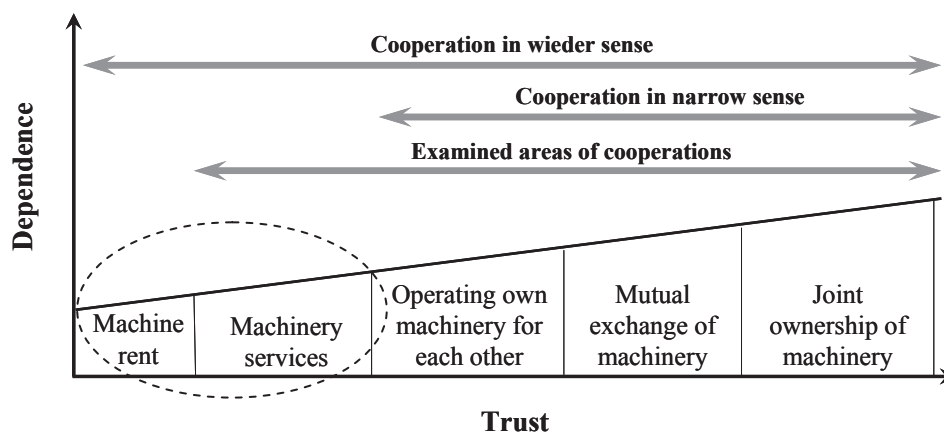 Cooperation in wieder sense
Cooperation in narrow sense
Examined areas of cooperations
Dependence
Machine
rent
Machinery
services
Operating own
machinery for
each other
Mutual
exchange of
machinery
Joint
ownership of
machinery
Trust